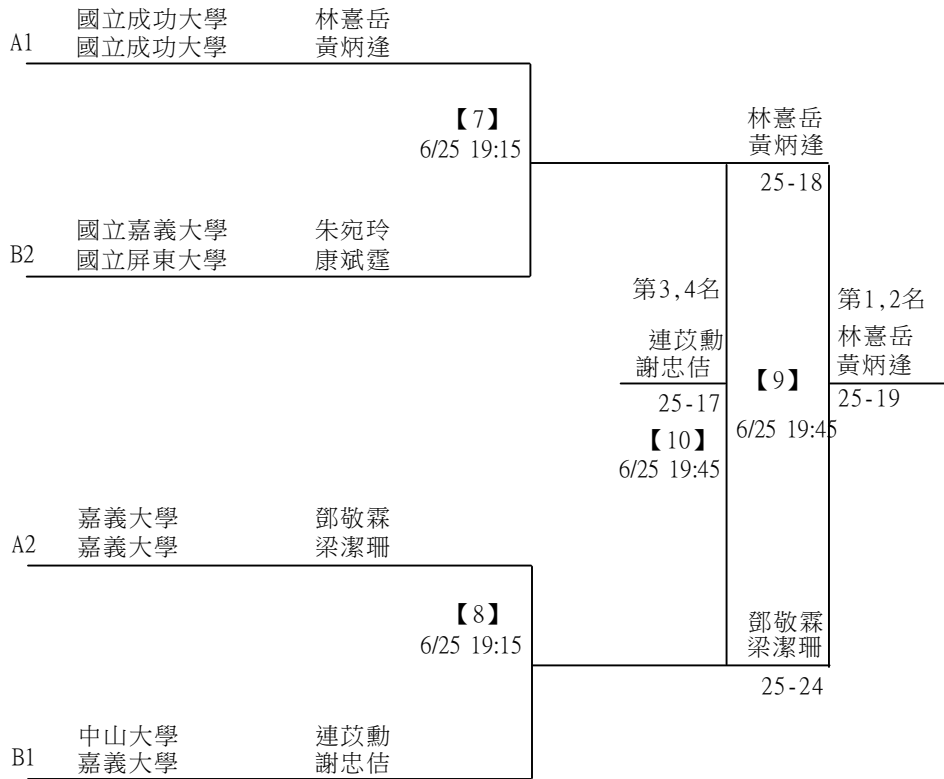 國立成功大學 林憙岳
A1 國立成功大學 黃炳逢
【7】
6/25 19:15
林憙岳
黃炳逢
25-18
國立嘉義大學 朱宛玲
B2 國立屏東大學 康斌霆
第3,4名
第1,2名
連苡勳
謝忠佶
林憙岳
黃炳逢
【9】
25-17
25-19
【10】
6/25 19:45
6/25 19:45
嘉義大學 鄧敬霖
A2 嘉義大學 梁潔珊
【8】
6/25 19:15
鄧敬霖
梁潔珊
25-24
中山大學 連苡勳
B1 嘉義大學 謝忠佶